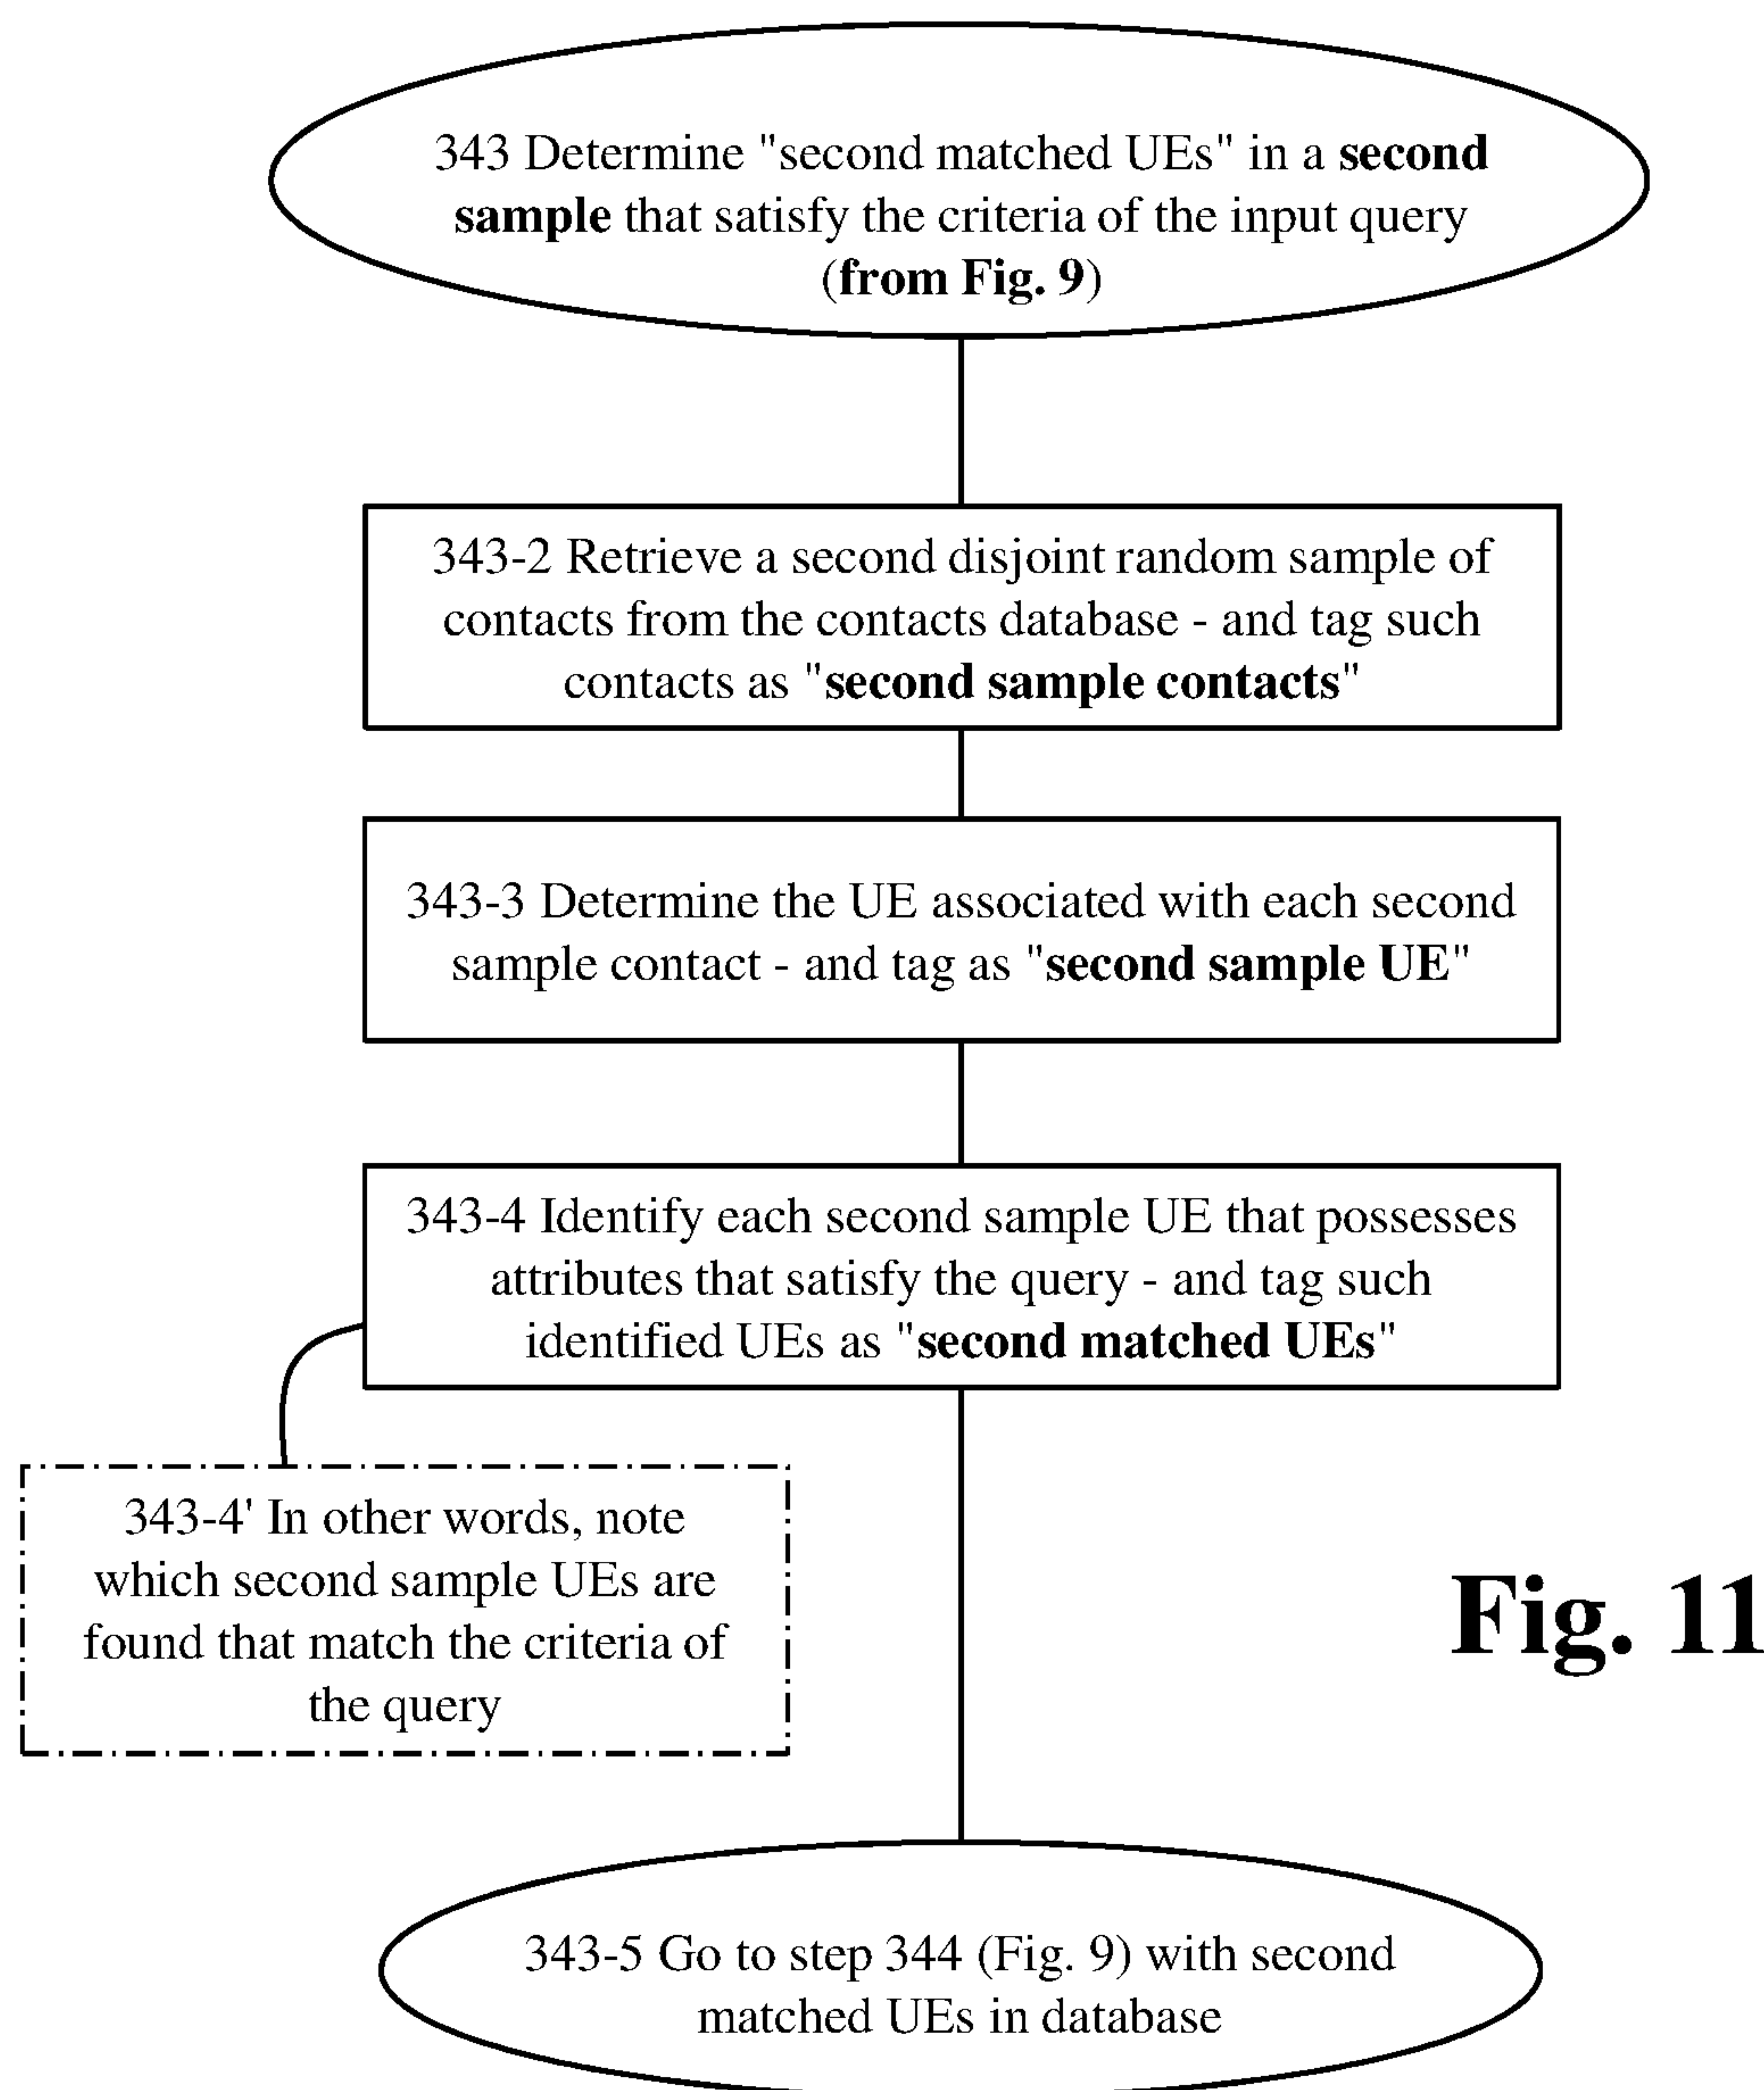 343 Determine "second matched UEs" in a second
sample that satisfy the criteria of the input query
(from Fig. 9)
343-2 Retrieve a second disjoint random sample of
contacts from the contacts database - and tag such
contacts as "second sample contacts"
343-3 Determine the UE associated with each second
sample contact - and tag as "second sample UE"
343-4 Identify each second sample UE that possesses
attributes that satisfy the query - and tag such
identified UEs as "second matched UEs"
343-4' In other words, note
which second sample UEs are
found that match the criteria of
the query
Fig. 11
343-5 Go to step 344 (Fig. 9) with second
matched UEs in database